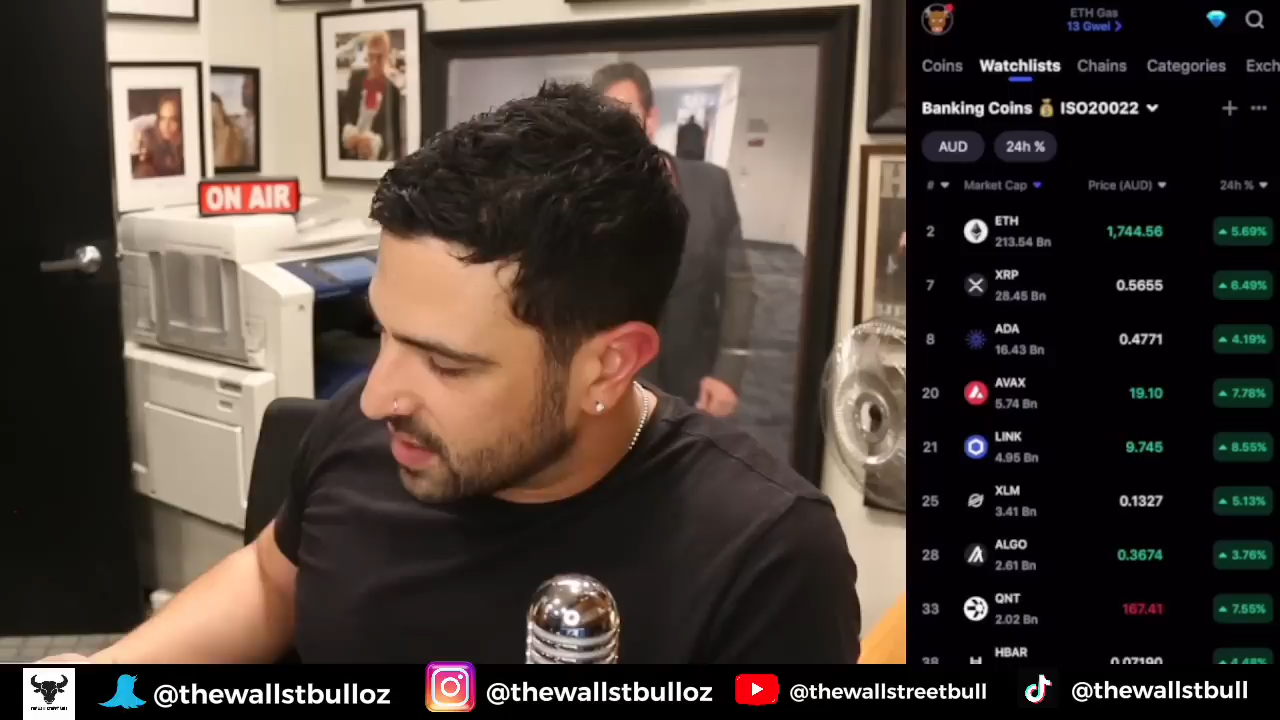 ON AIR
ETH Gas
13 Gwei >
Coins Watchlists Chains Categories Exch
Banking Coins 💰 ISO20022
AUD 24h %
# Market Cap Price (AUD) 24h %
2 ETH 213.54 Bn 1,744.56 5.69%
7 XRP 28.45 Bn 0.5655 6.49%
8 ADA 16.43 Bn 0.4771 4.19%
20 AVAX 5.74 Bn 19.10 7.78%
21 LINK 4.95 Bn 9.745 8.55%
25 XLM 3.41 Bn 0.1327 5.13%
28 ALGO 2.61 Bn 0.3674 3.76%
33 QNT 2.02 Bn 167.41 7.55%
38 HBAR 0.07190 4.48%
@thewallstbulloz @thewallstbulloz @thewallstreetbull @thewallstbull